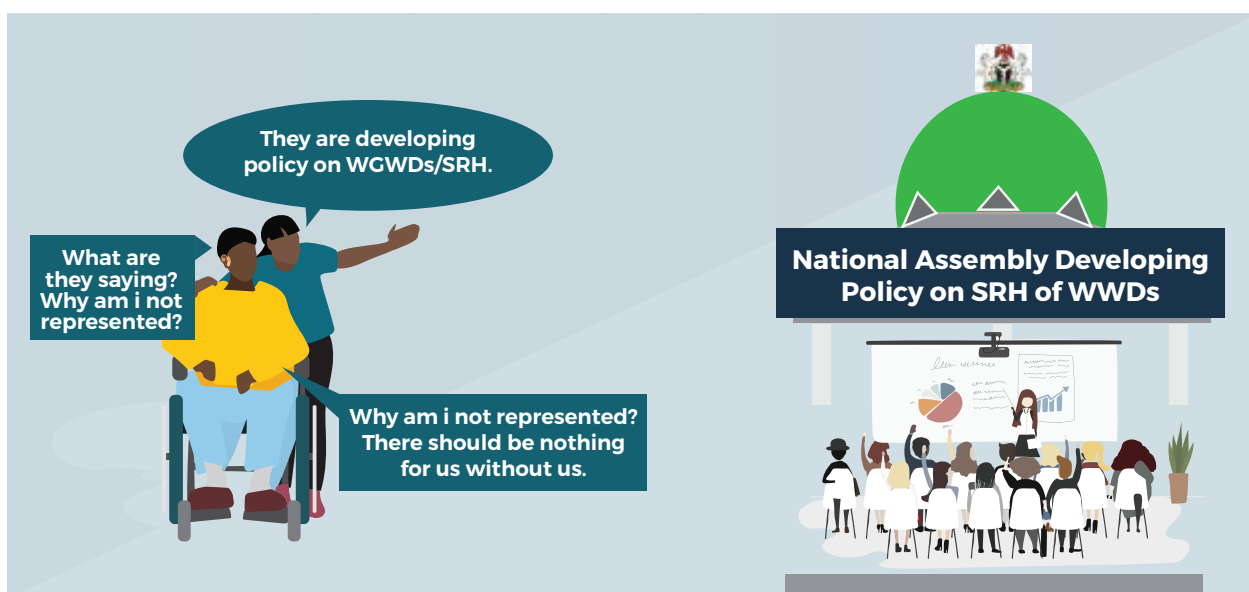 They are developing
policy on WGWDs/SRH.
What are
they saying?
Why am i not
represented?
Why am i not represented?
There should be nothing
for us without us.
National Assembly Developing
Policy on SRH of WWDs